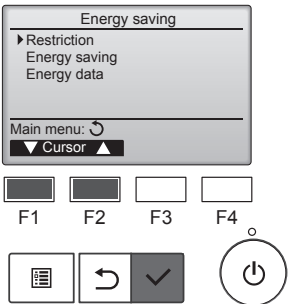 Energy saving
Restriction
Energy saving
Energy data
Main menu:
Cursor
F1 F2 F3 F4